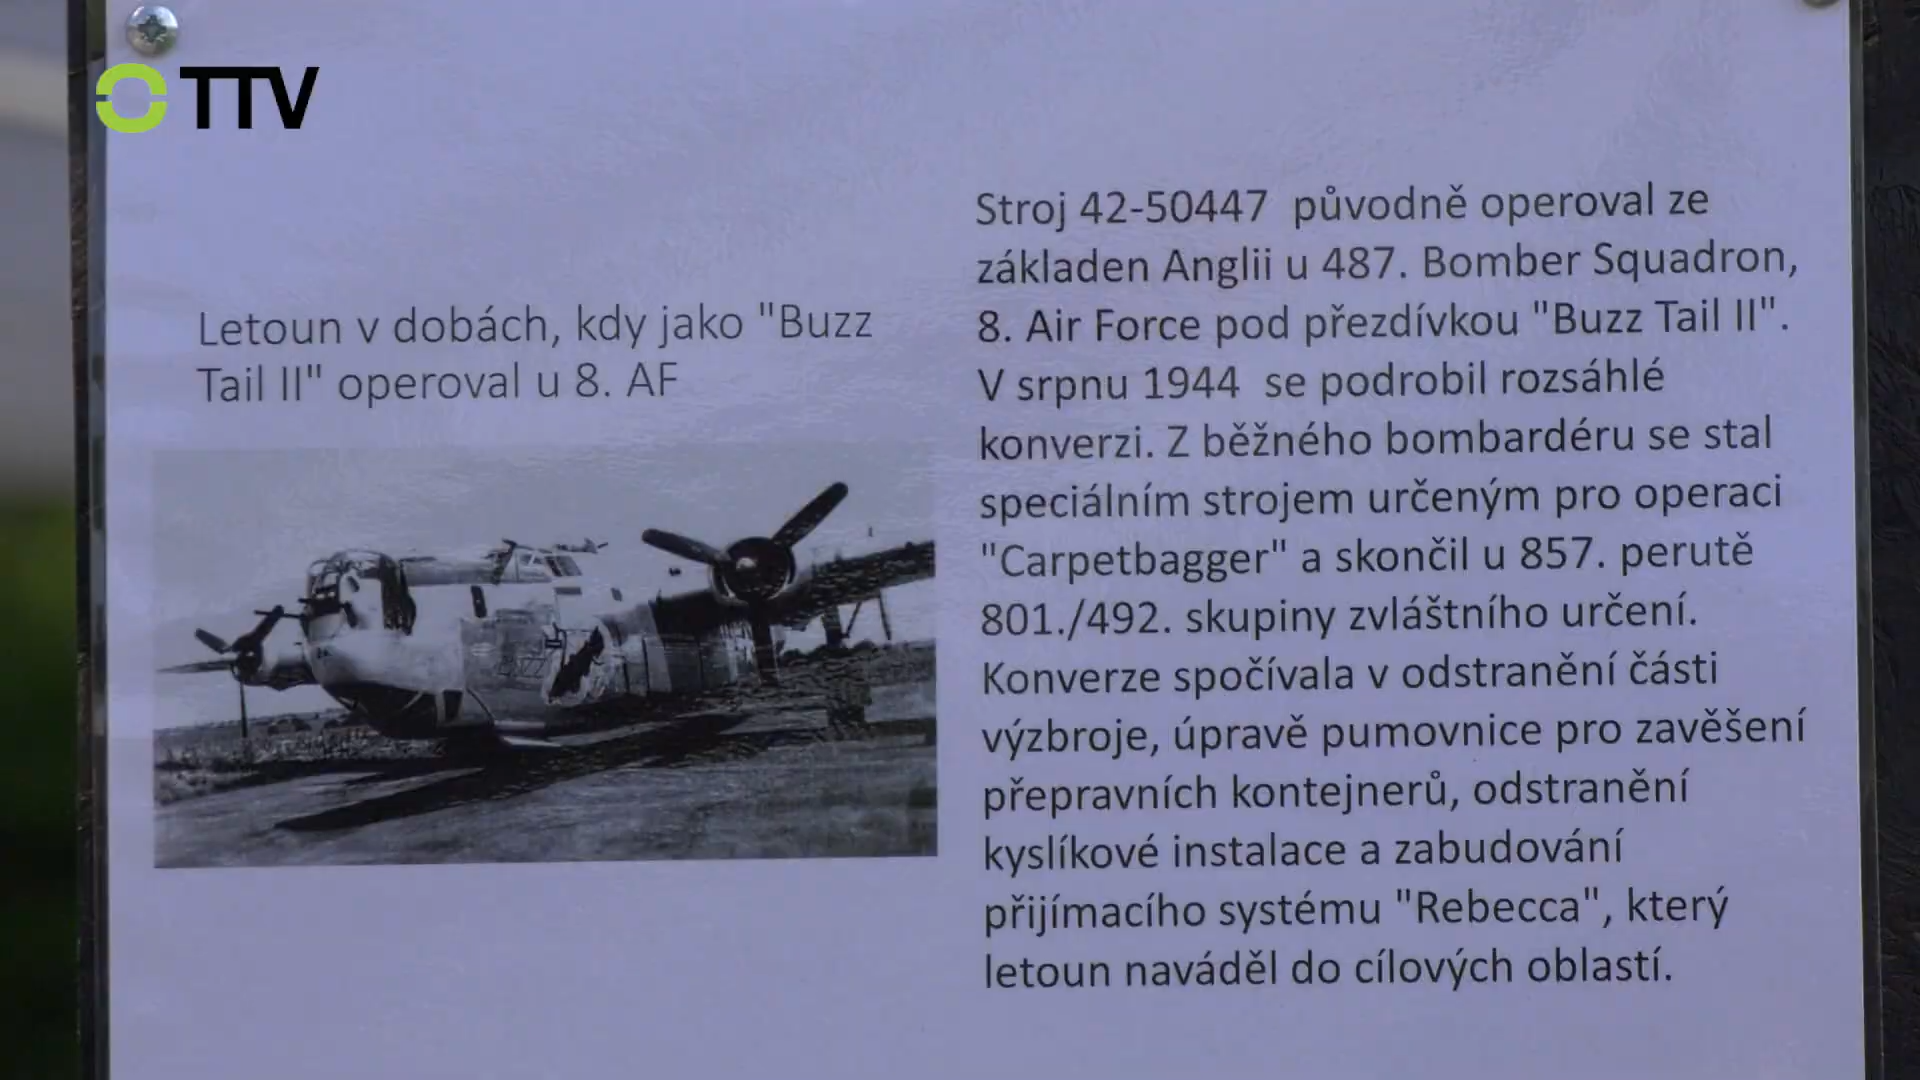 TTV
Letoun v dobách, kdy jako "Buzz
Tail II" operoval u 8. AF
Stroj 42-50447 původně operoval ze
základen Anglii u 487. Bomber Squadron,
8. Air Force pod přezdívkou "Buzz Tail II".
V srpnu 1944 se podrobil rozsáhlé
konverzi. Z běžného bombardéru se stal
speciálním strojem určeným pro operaci
"Carpetbagger" a skončil u 857. perutě
801./492. skupiny zvláštního určení.
Konverze spočívala v odstranění části
výzbroje, úpravě pumovnice pro zavěšení
přepravních kontejnerů, odstranění
kyslíkové instalace a zabudování
přijímacího systému "Rebecca", který
letoun naváděl do cílových oblastí.
BUZZ